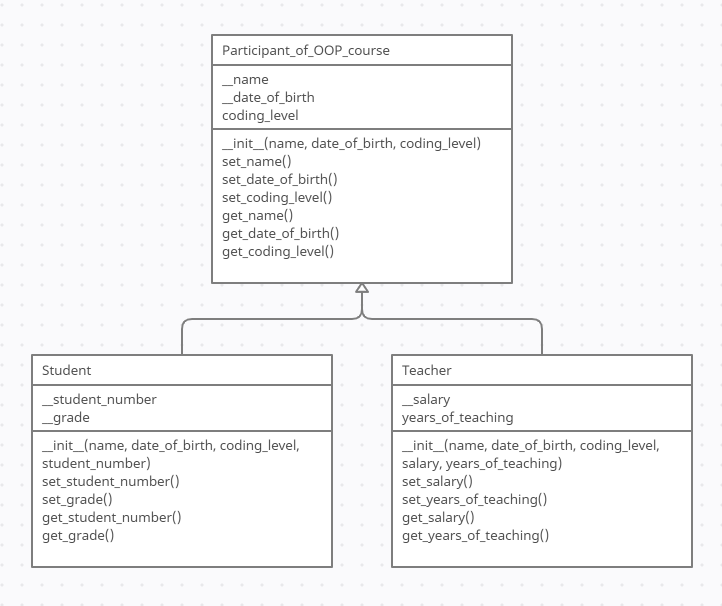 Participant_of_OOP_course
__name
__date_of_birth
coding_level
__init__(name, date_of_birth, coding_level)
set_name()
set_date_of_birth()
set_coding_level()
get_name()
get_date_of_birth()
get_coding_level()
Student
__student_number
__grade
__init__(name, date_of_birth, coding_level,
student_number)
set_student_number()
set_grade()
get_student_number()
get_grade()
Teacher
__salary
years_of_teaching
__init__(name, date_of_birth, coding_level,
salary, years_of_teaching)
set_salary()
set_years_of_teaching()
get_salary()
get_years_of_teaching()